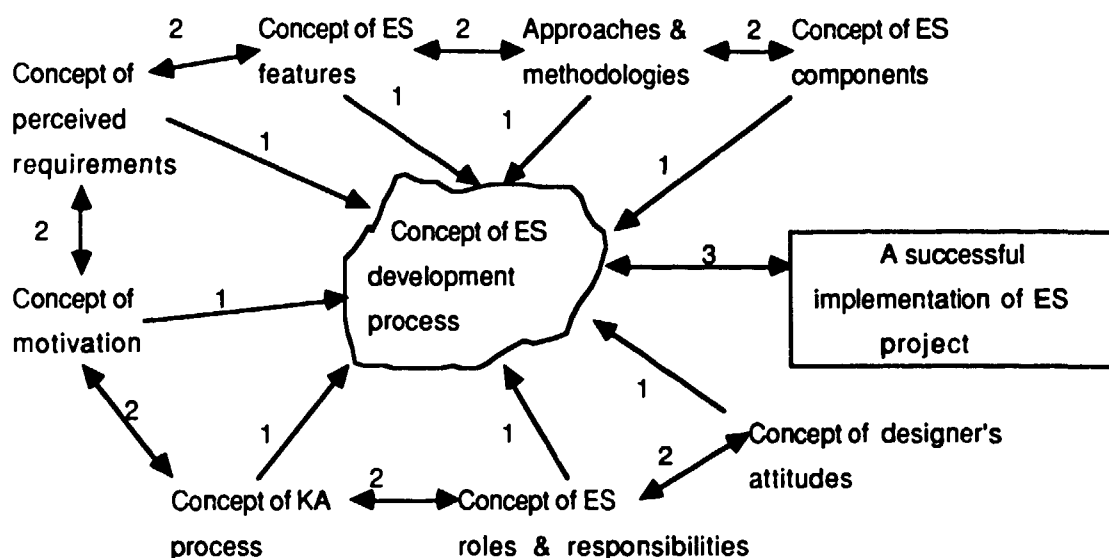 2
Concept of ES
features
2
Approaches &
methodologies
2
Concept of ES
components
Concept of
perceived
requirements
1
1
1
1
2
Concept of ES
development
process
3
A successful
implementation of ES
project
Concept of
motivation
1
2
1
1
1
Concept of designer's
attitudes
2
2
Concept of KA
process
Concept of ES
roles & responsibilities